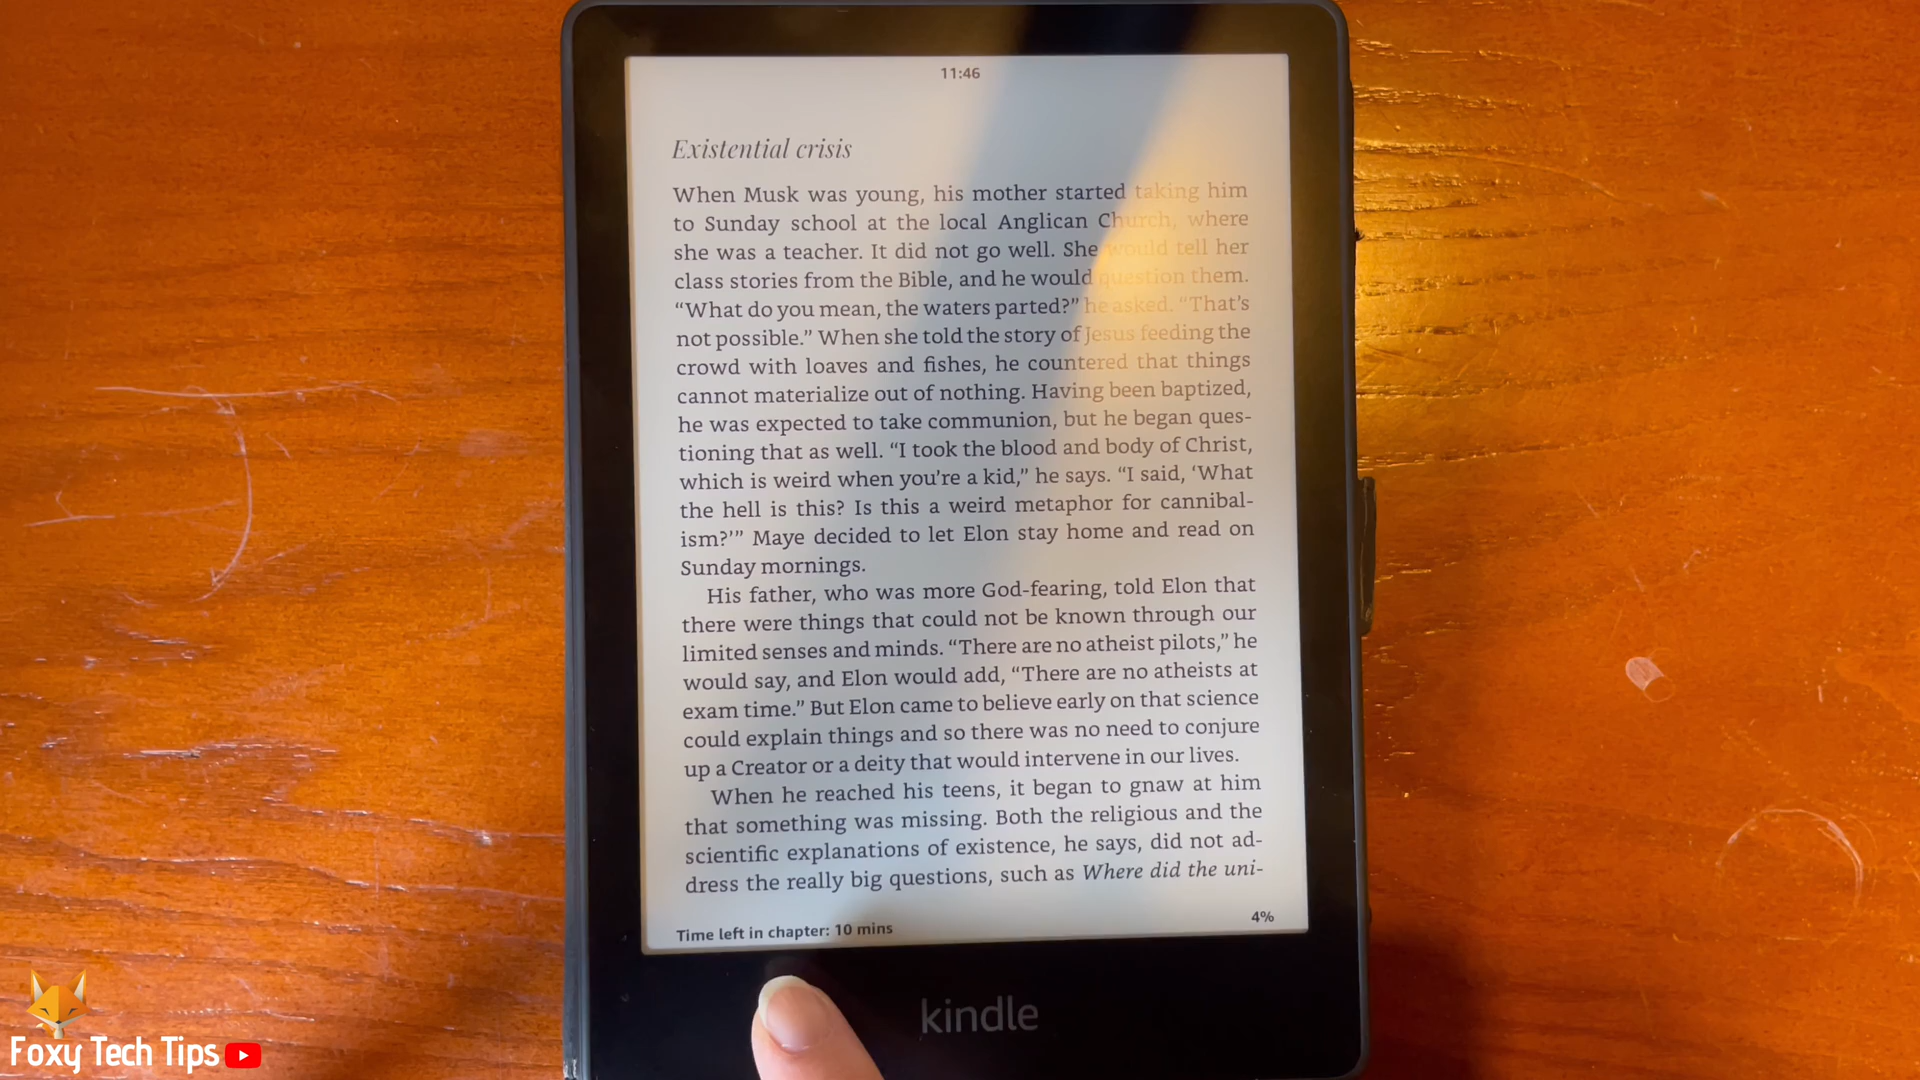 11:46
Existential crisis
When Musk was young, his mother started taking him
to Sunday school at the local Anglican Church, where
she was a teacher. It did not go well. She would tell her
class stories from the Bible, and he would question them.
“What do you mean, the waters parted?” he asked. “That’s
not possible.” When she told the story of Jesus feeding the
crowd with loaves and fishes, he countered that things
cannot materialize out of nothing. Having been baptized,
he was expected to take communion, but he began ques-
tioning that as well. “I took the blood and body of Christ,
which is weird when you’re a kid,” he says. “I said, ‘What
the hell is this? Is this a weird metaphor for cannibal-
ism?’” Maye decided to let Elon stay home and read on
Sunday mornings.
His father, who was more God-fearing, told Elon that
there were things that could not be known through our
limited senses and minds. “There are no atheist pilots,” he
would say, and Elon would add, “There are no atheists at
exam time.” But Elon came to believe early on that science
could explain things and so there was no need to conjure
up a Creator or a deity that would intervene in our lives.
When he reached his teens, it began to gnaw at him
that something was missing. Both the religious and the
scientific explanations of existence, he says, did not ad-
dress the really big questions, such as Where did the uni-
Time left in chapter: 10 mins
4%
kindle
Foxy Tech Tips